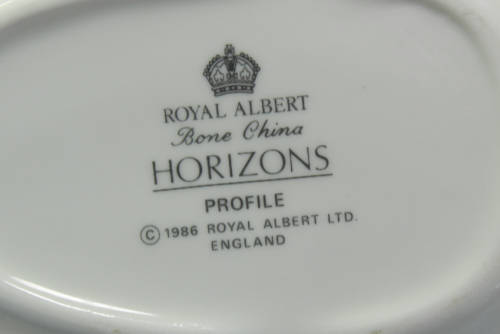 ROYAL ALBERT
Bone China
HORIZONS
PROFILE
© 1986 ROYAL ALBERT LTD.
ENGLAND